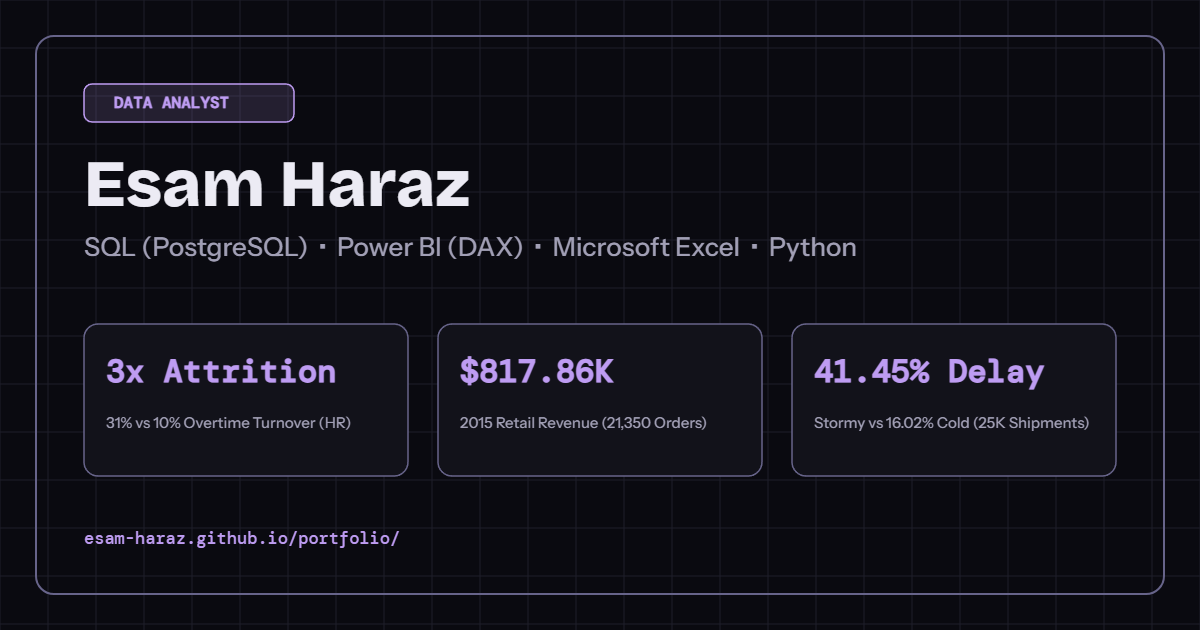 DATA ANALYST
Esam Haraz
SQL (PostgreSQL) · Power BI (DAX) · Microsoft Excel · Python
3x Attrition
31% vs 10% Overtime Turnover (HR)
$817.86K
2015 Retail Revenue (21,350 Orders)
41.45% Delay
Stormy vs 16.02% Cold (25K Shipments)
esam-haraz.github.io/portfolio/